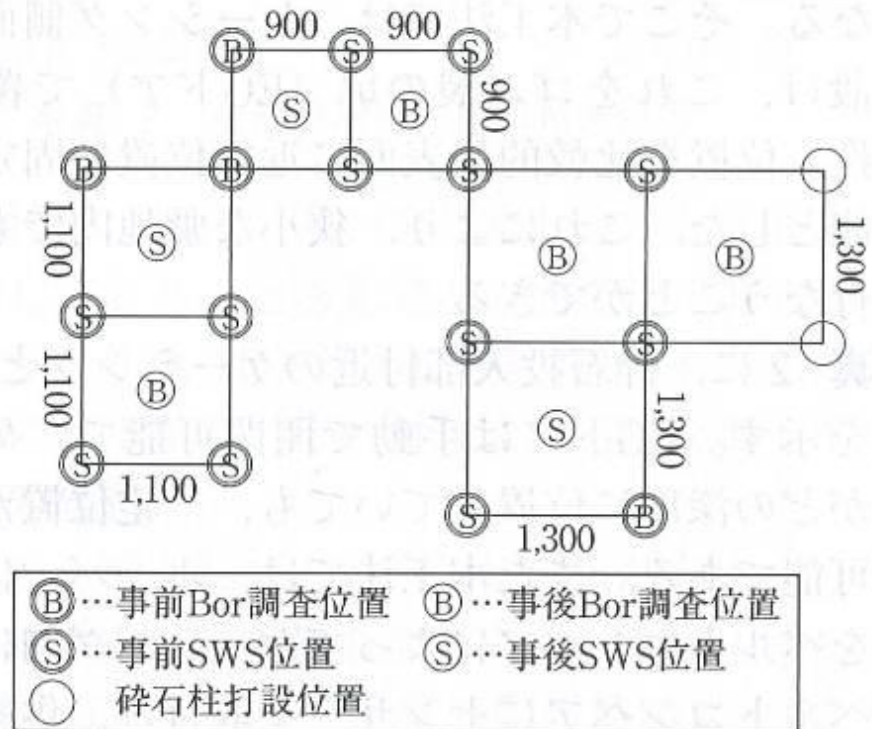 900 900
Ⓑ Ⓢ Ⓢ
Ⓢ Ⓑ 900
Ⓑ Ⓑ Ⓢ Ⓢ Ⓢ
1,100 Ⓢ Ⓑ Ⓑ 1,300
Ⓢ Ⓢ Ⓢ Ⓢ
1,100 Ⓑ Ⓢ 1,300
Ⓢ Ⓢ
1,100
Ⓢ Ⓑ
1,300
Ⓑ…事前Bor調査位置 Ⓑ…事後Bor調査位置
Ⓢ…事前SWS位置 Ⓢ…事後SWS位置
◯ 砕石柱打設位置